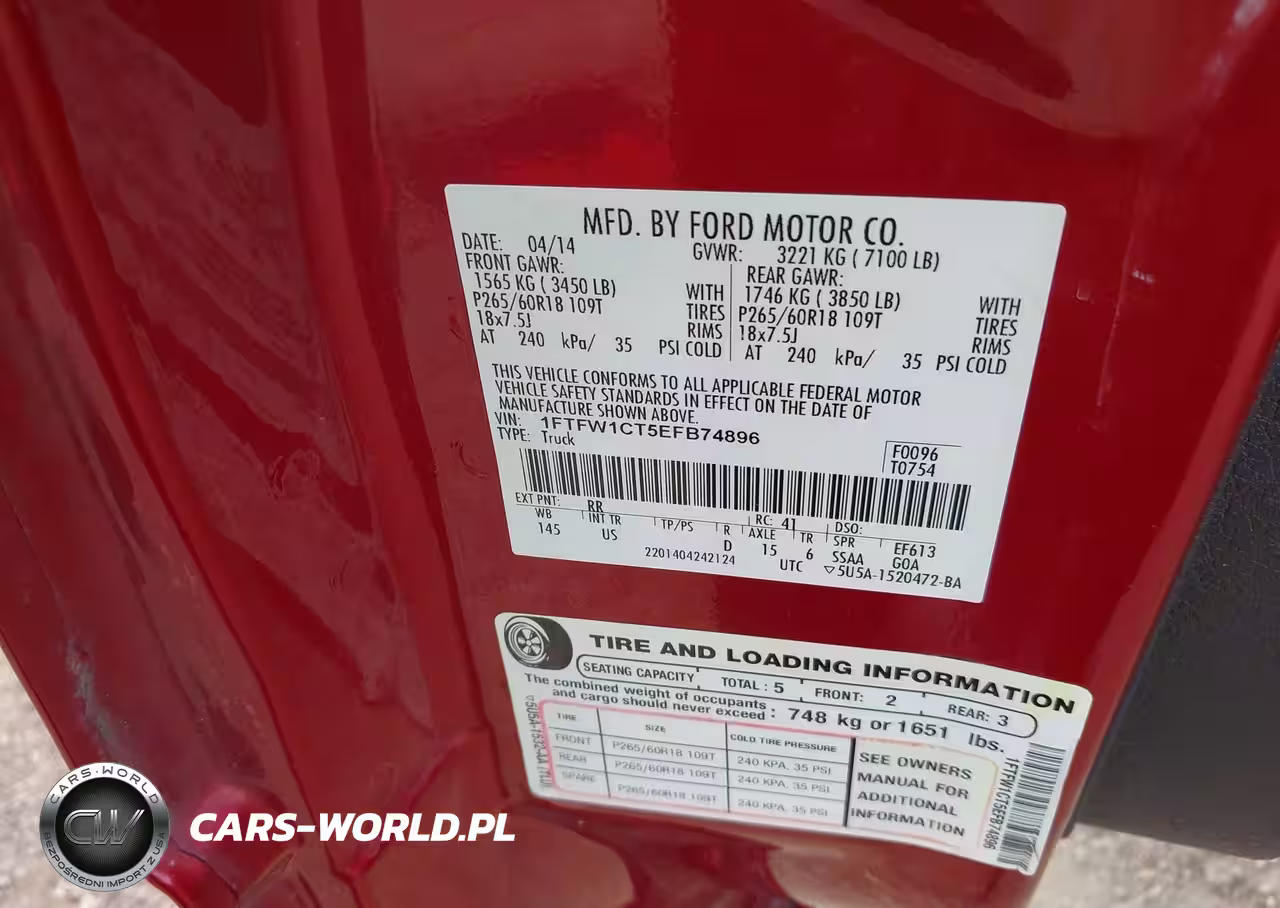 MFD. BY FORD MOTOR CO.
DATE: 04/14 GVWR: 3221 KG ( 7100 LB)
FRONT GAWR: REAR GAWR:
1565 KG ( 3450 LB) WITH 1746 KG ( 3850 LB) WITH
P265/60R18 109T TIRES P265/60R18 109T TIRES
18x7.5J RIMS 18x7.5J RIMS
AT 240 kPa/ 35 PSI COLD AT 240 kPa/ 35 PSI COLD
THIS VEHICLE CONFORMS TO ALL APPLICABLE FEDERAL MOTOR
VEHICLE SAFETY STANDARDS IN EFFECT ON THE DATE OF
MANUFACTURE SHOWN ABOVE.
VIN: 1FTFW1CT5EFB74896
TYPE: Truck
F0096
T0754
EXT PNT: RR RC: 41 DSO:
WB INT TR TP/PS R AXLE TR SPR EF613
145 US D 15 6 SSAA GOA
2201404242124 UTC ▽5U5A-1520472-BA
TIRE AND LOADING INFORMATION
SEATING CAPACITY TOTAL : 5 FRONT: 2 REAR: 3
The combined weight of occupants
and cargo should never exceed : 748 kg or 1651 lbs.
TIRE SIZE COLD TIRE PRESSURE
FRONT P265/60R18 109T 240 KPA, 35 PSI
REAR P265/60R18 109T 240 KPA, 35 PSI
SPARE P265/60R18 109T 240 KPA, 35 PSI
SEE OWNERS
MANUAL FOR
ADDITIONAL
INFORMATION
1FTFW1CT5EFB74896
CARS-WORLD
CW
BEZPOŚREDNI IMPORT Z USA
CARS-WORLD.PL